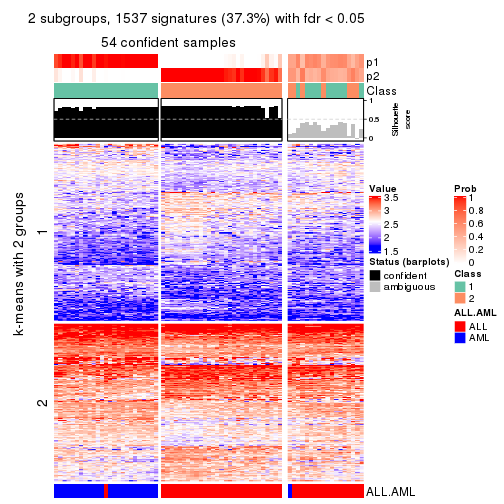 2 subgroups, 1537 signatures (37.3%) with fdr < 0.05
54 confident samples
p1
p2
Class
1
0.5
0
Silhouette
score
k-means with 2 groups
1
2
Value
3.5
3
2.5
2
1.5
Status (barplots)
confident
ambiguous
Prob
1
0.8
0.6
0.4
0.2
0
Class
1
2
ALL.AML
ALL
AML
ALL.AML